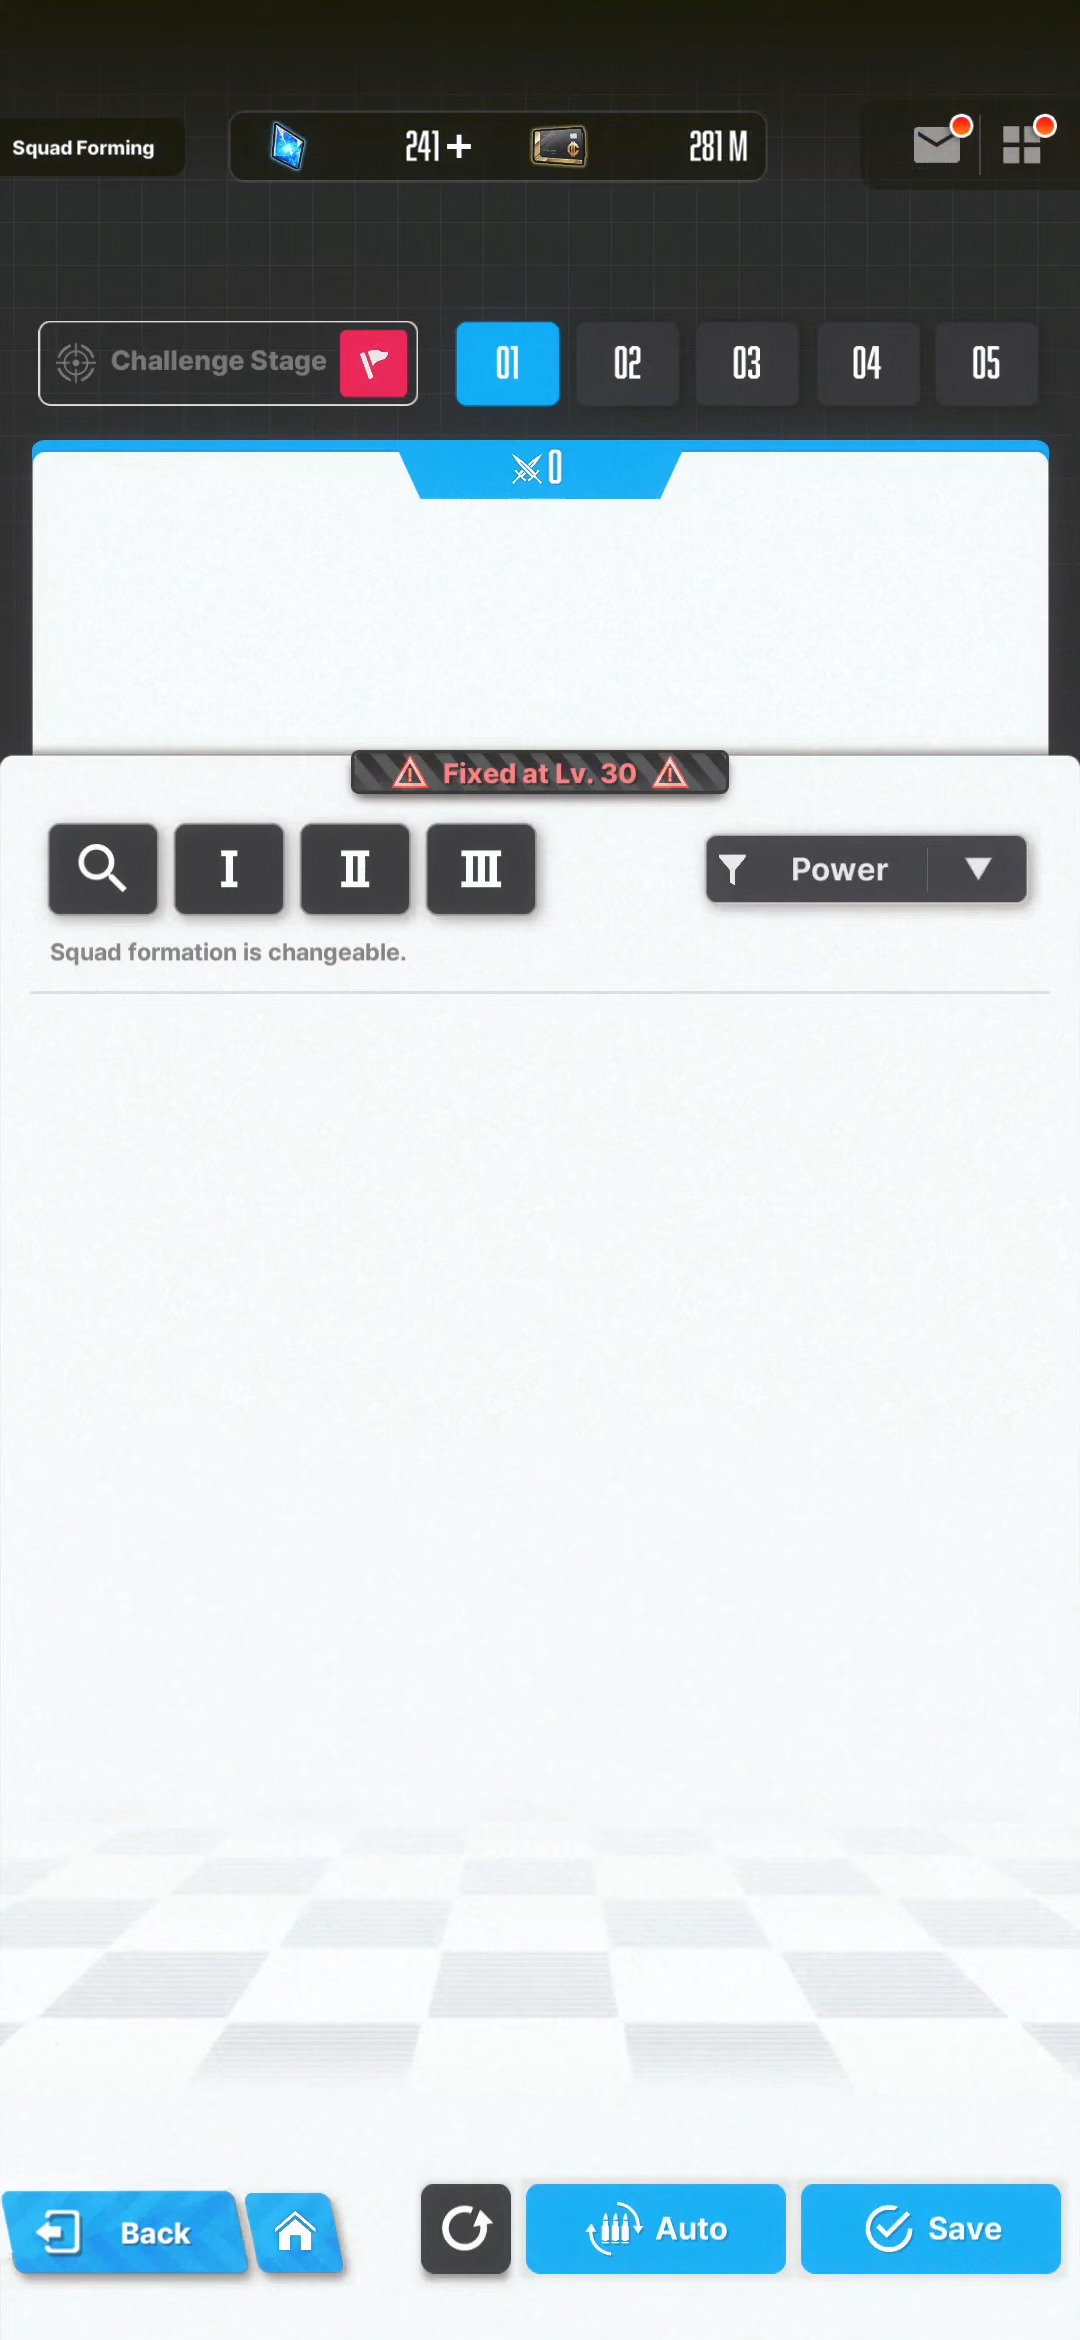 Squad Forming
241
281 M
Challenge Stage
01
02
03
04
05
0
Fixed at Lv. 30
I
II
III
Power
Squad formation is changeable.
Back
Auto
Save